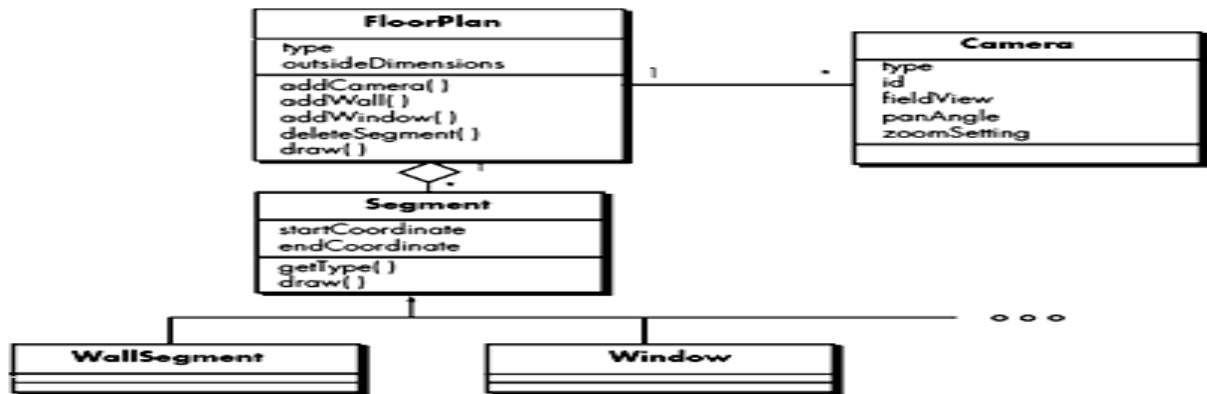 FloorPlan
type
outsideDimensions
addCamera( )
addWall( )
addWindow( )
deleteSegment( )
draw( )
1
*
Camera
type
id
fieldView
panAngle
zoomSetting
1
*
Segment
startCoordinate
endCoordinate
getType( )
draw( )
WallSegment
Window